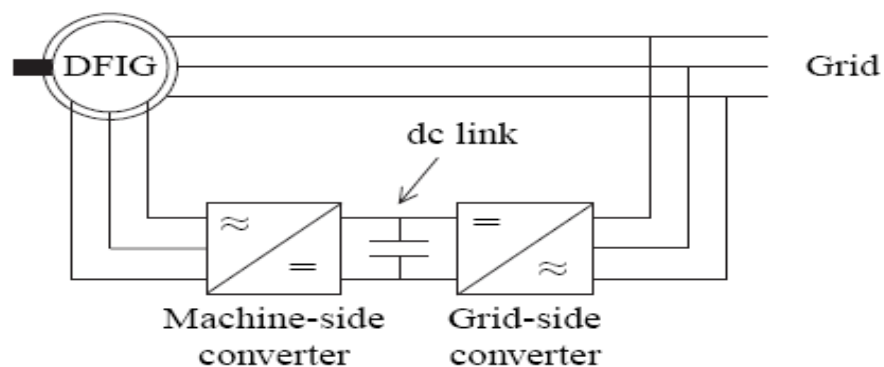 DFIG
Grid
dc link
≈
=
=
≈
Machine-side
converter
Grid-side
converter